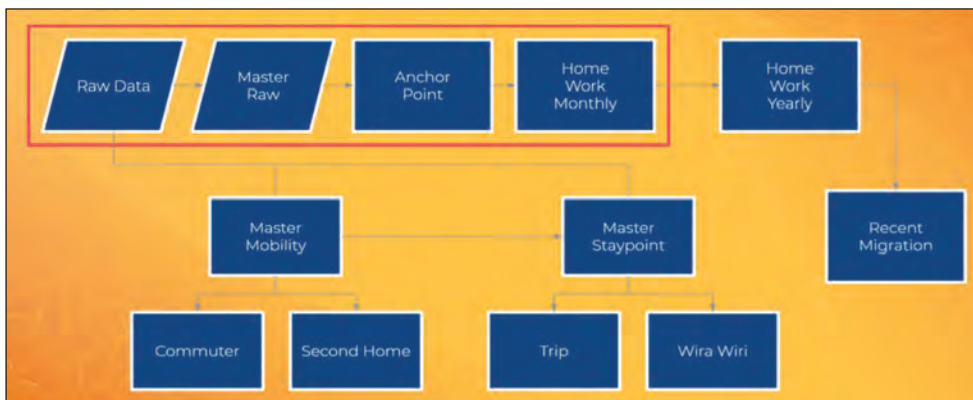 Raw Data
Master
Raw
Anchor
Point
Home
Work
Monthly
Home
Work
Yearly
Master
Mobility
Master
Staypoint
Recent
Migration
Commuter
Second Home
Trip
Wira Wiri